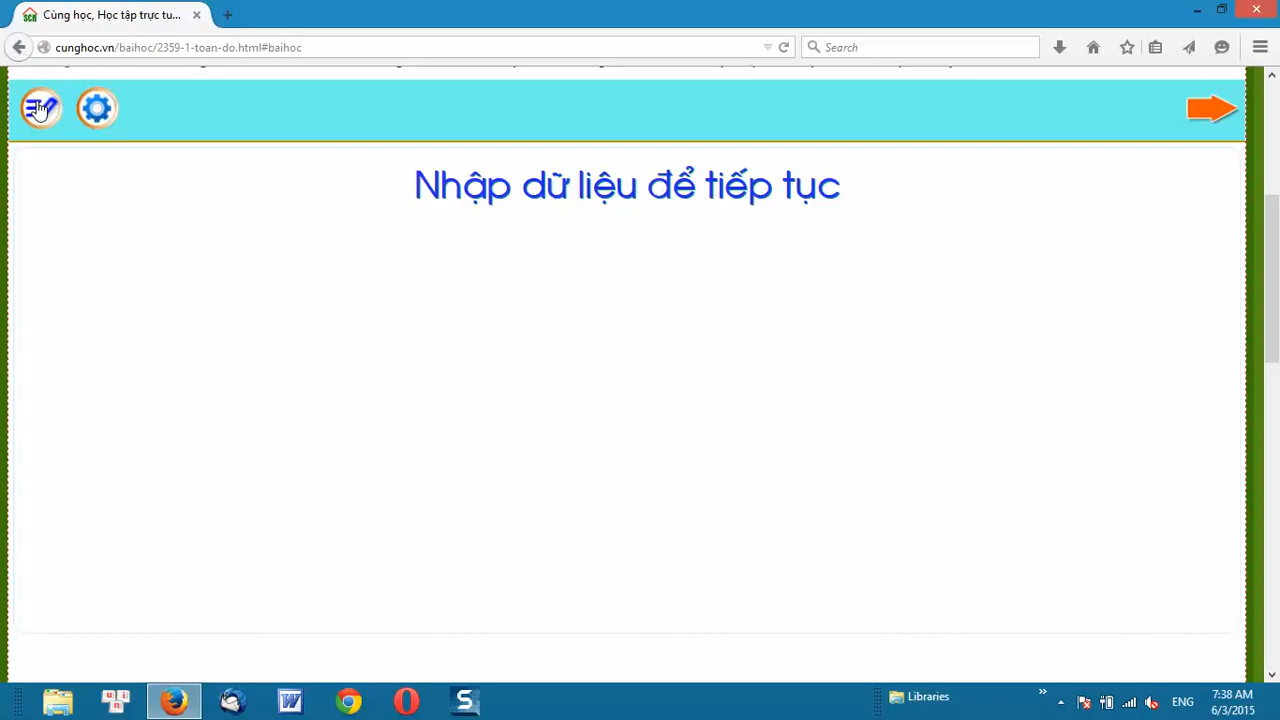 SCH
Cùng học, Học tập trực tu...
cunghoc.vn/baihoc/2359-1-toan-do.html#baihoc
Search
Nhập dữ liệu để tiếp tục
Libraries
ENG
7:38 AM
6/3/2015